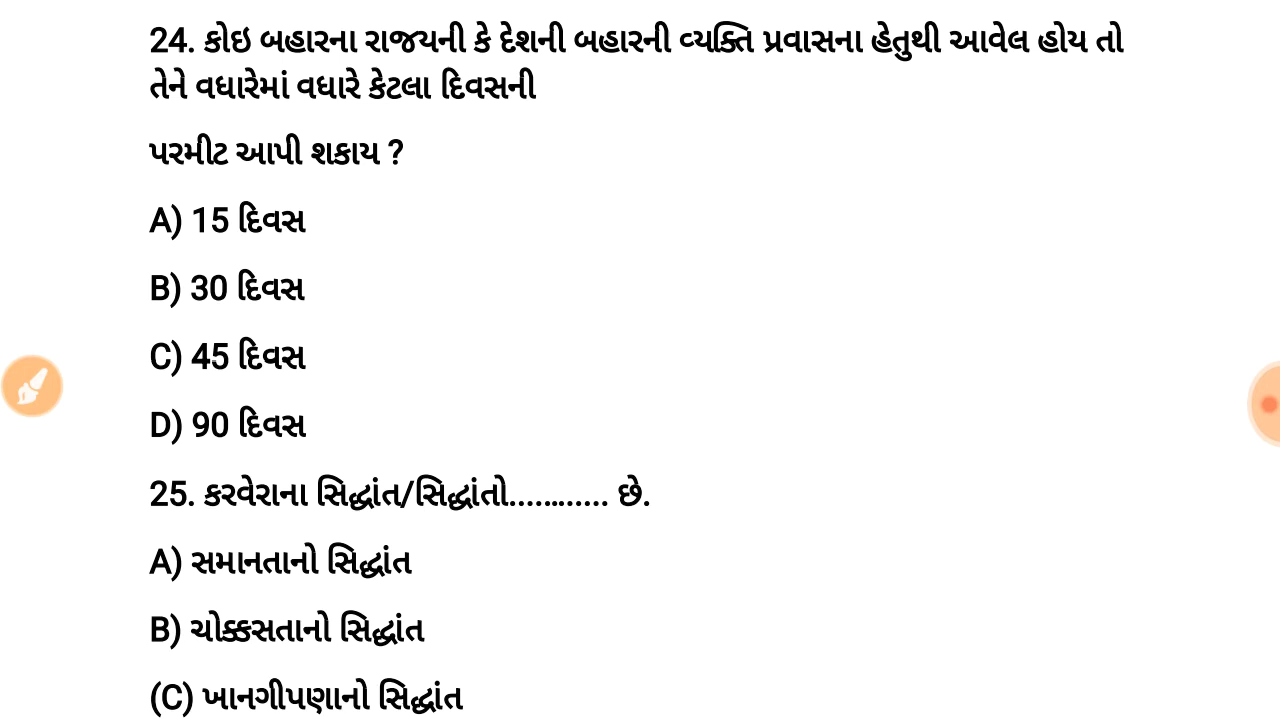 24. કોઇ બહારના રાજ્યની કે દેશની બહારની વ્યક્તિ પ્રવાસના હેતુથી આવેલ હોય તો
તેને વધારેમાં વધારે કેટલા દિવસની
પરમીટ આપી શકાય ?
A) 15 દિવસ
B) 30 દિવસ
C) 45 દિવસ
D) 90 દિવસ
25. કરવેરાના સિદ્ધાંત/સિદ્ધાંતો............ છે.
A) સમાનતાનો સિદ્ધાંત
B) ચોક્કસતાનો સિદ્ધાંત
(C) ખાનગીપણાનો સિદ્ધાંત